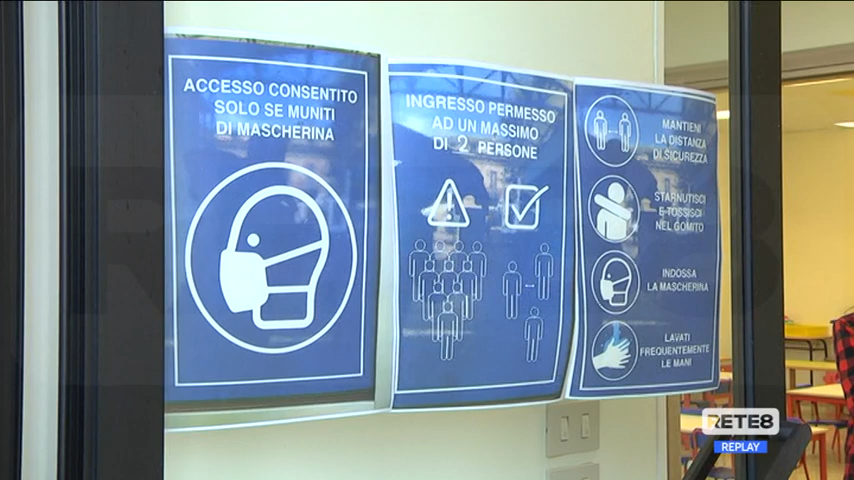 ACCESSO CONSENTITO
SOLO SE MUNITI
DI MASCHERINA
INGRESSO PERMESSO
AD UN MASSIMO
DI 2 PERSONE
MANTIENI
LA DISTANZA
DI SICUREZZA
STARNUTISCI
E TOSSISCI
NEL GOMITO
INDOSSA
LA MASCHERINA
LAVATI
FREQUENTEMENTE
LE MANI
RETE8
REPLAY